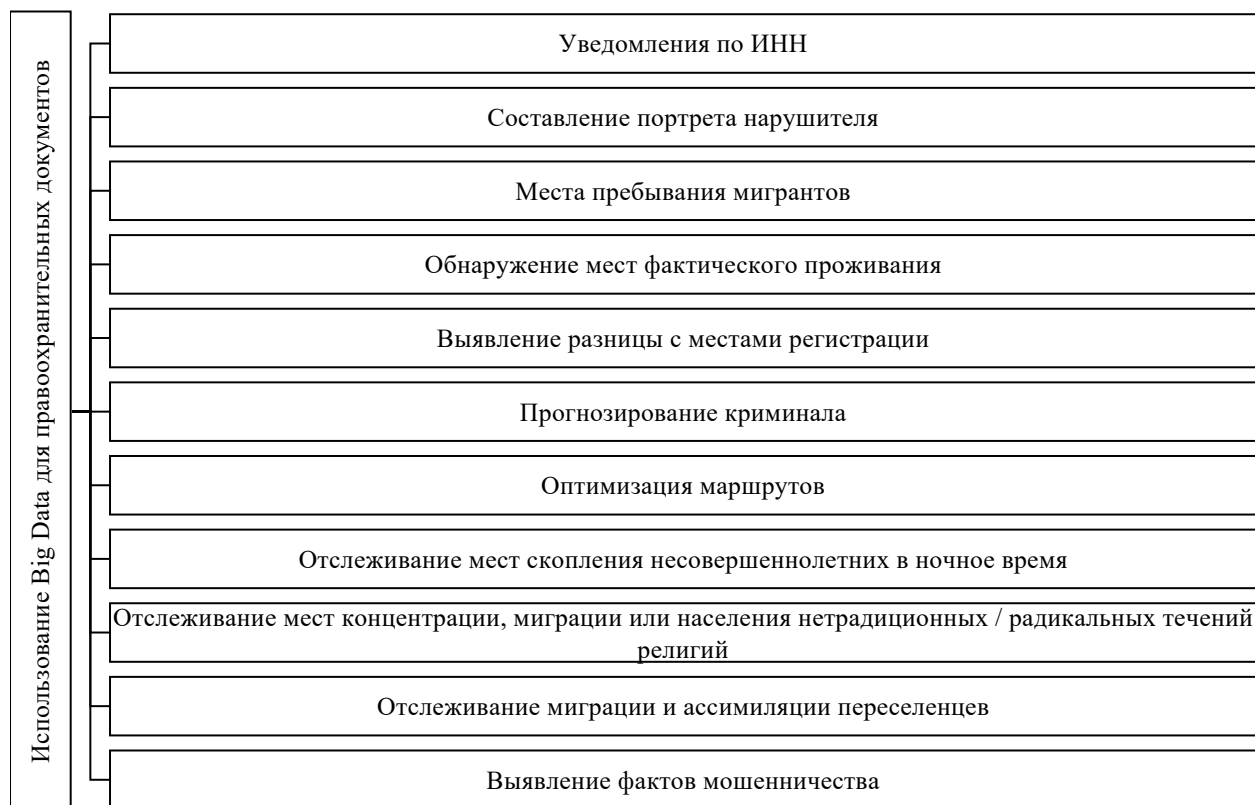 Использование Big Data для правоохранительных документов
Уведомления по ИНН
Составление портрета нарушителя
Места пребывания мигрантов
Обнаружение мест фактического проживания
Выявление разницы с местами регистрации
Прогнозирование криминала
Оптимизация маршрутов
Отслеживание мест скопления несовершеннолетних в ночное время
Отслеживание мест концентрации, миграции или населения нетрадиционных / радикальных течений
религий
Отслеживание миграции и ассимиляции переселенцев
Выявление фактов мошенничества